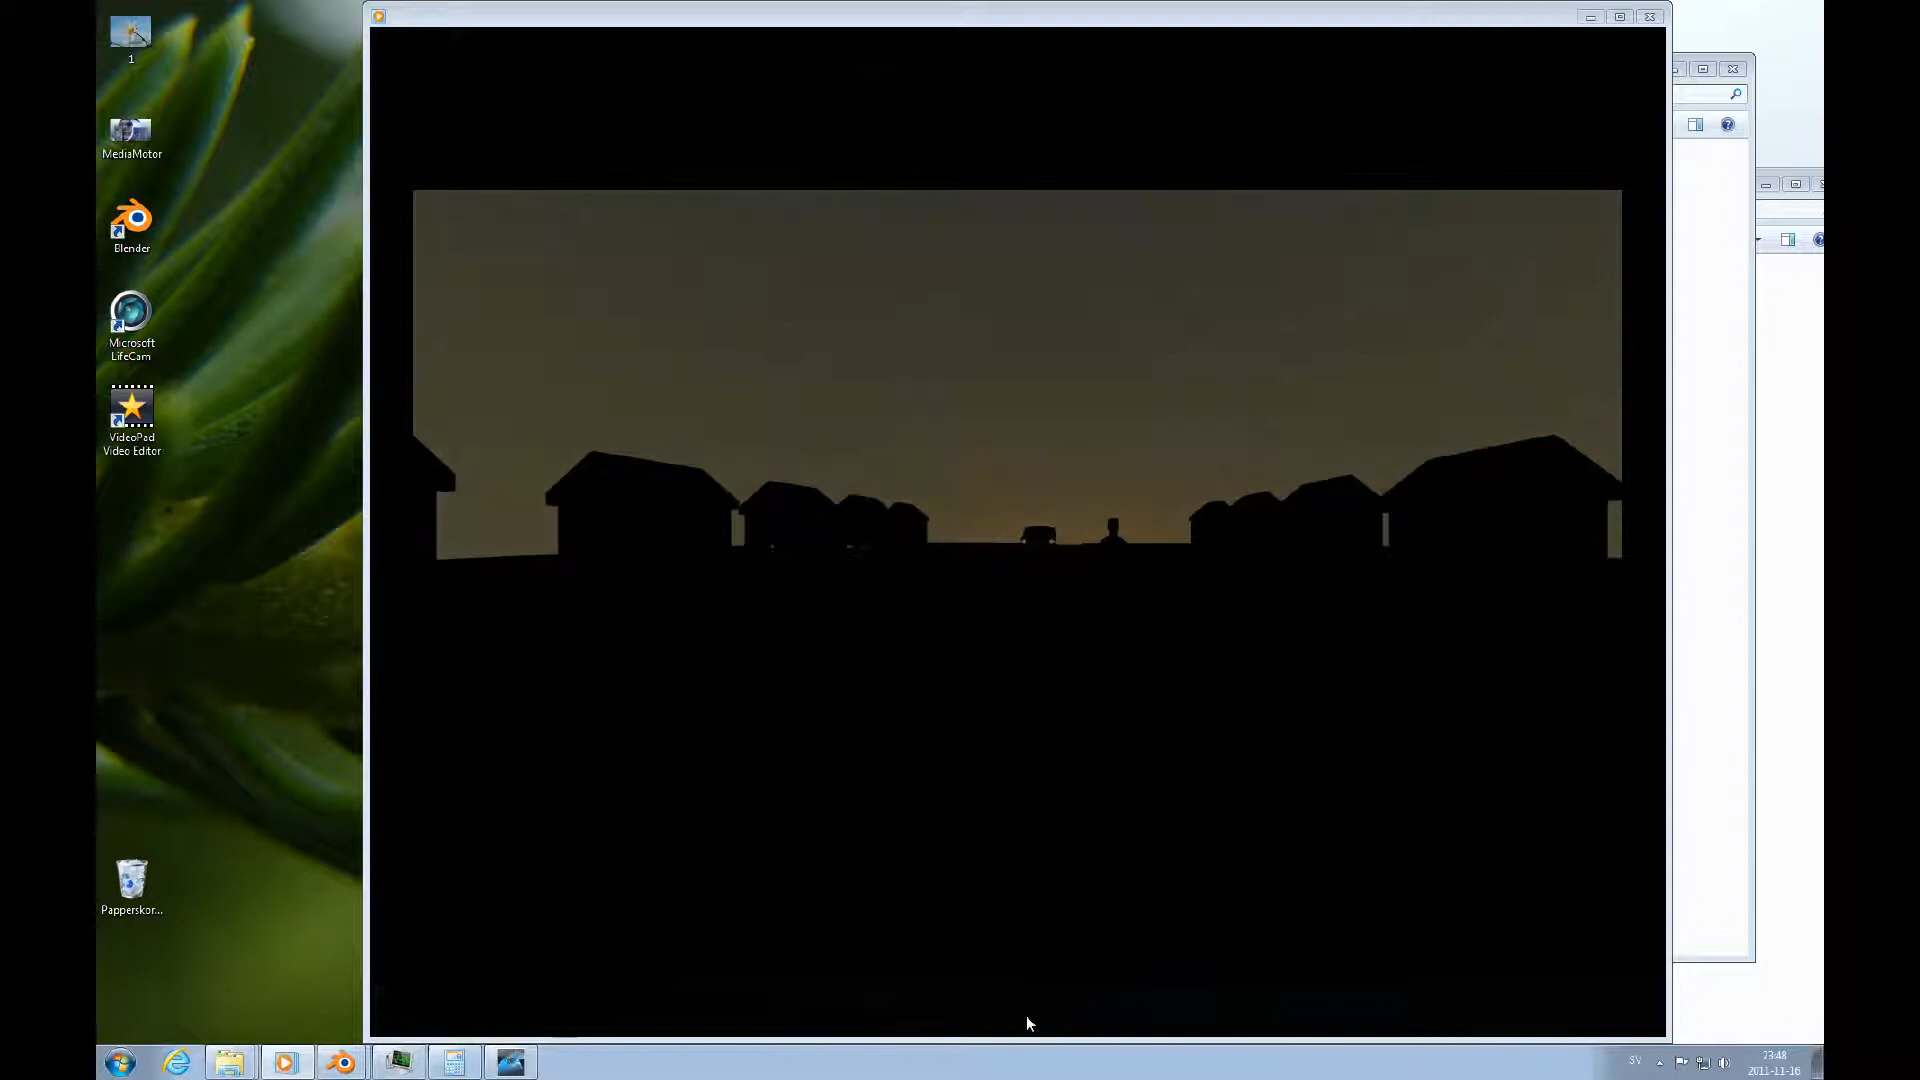 1
MediaMotor
Blender
Microsoft
LifeCam
VideoPad
Video Editor
Papperskor...
SV
23:48
2011-11-16